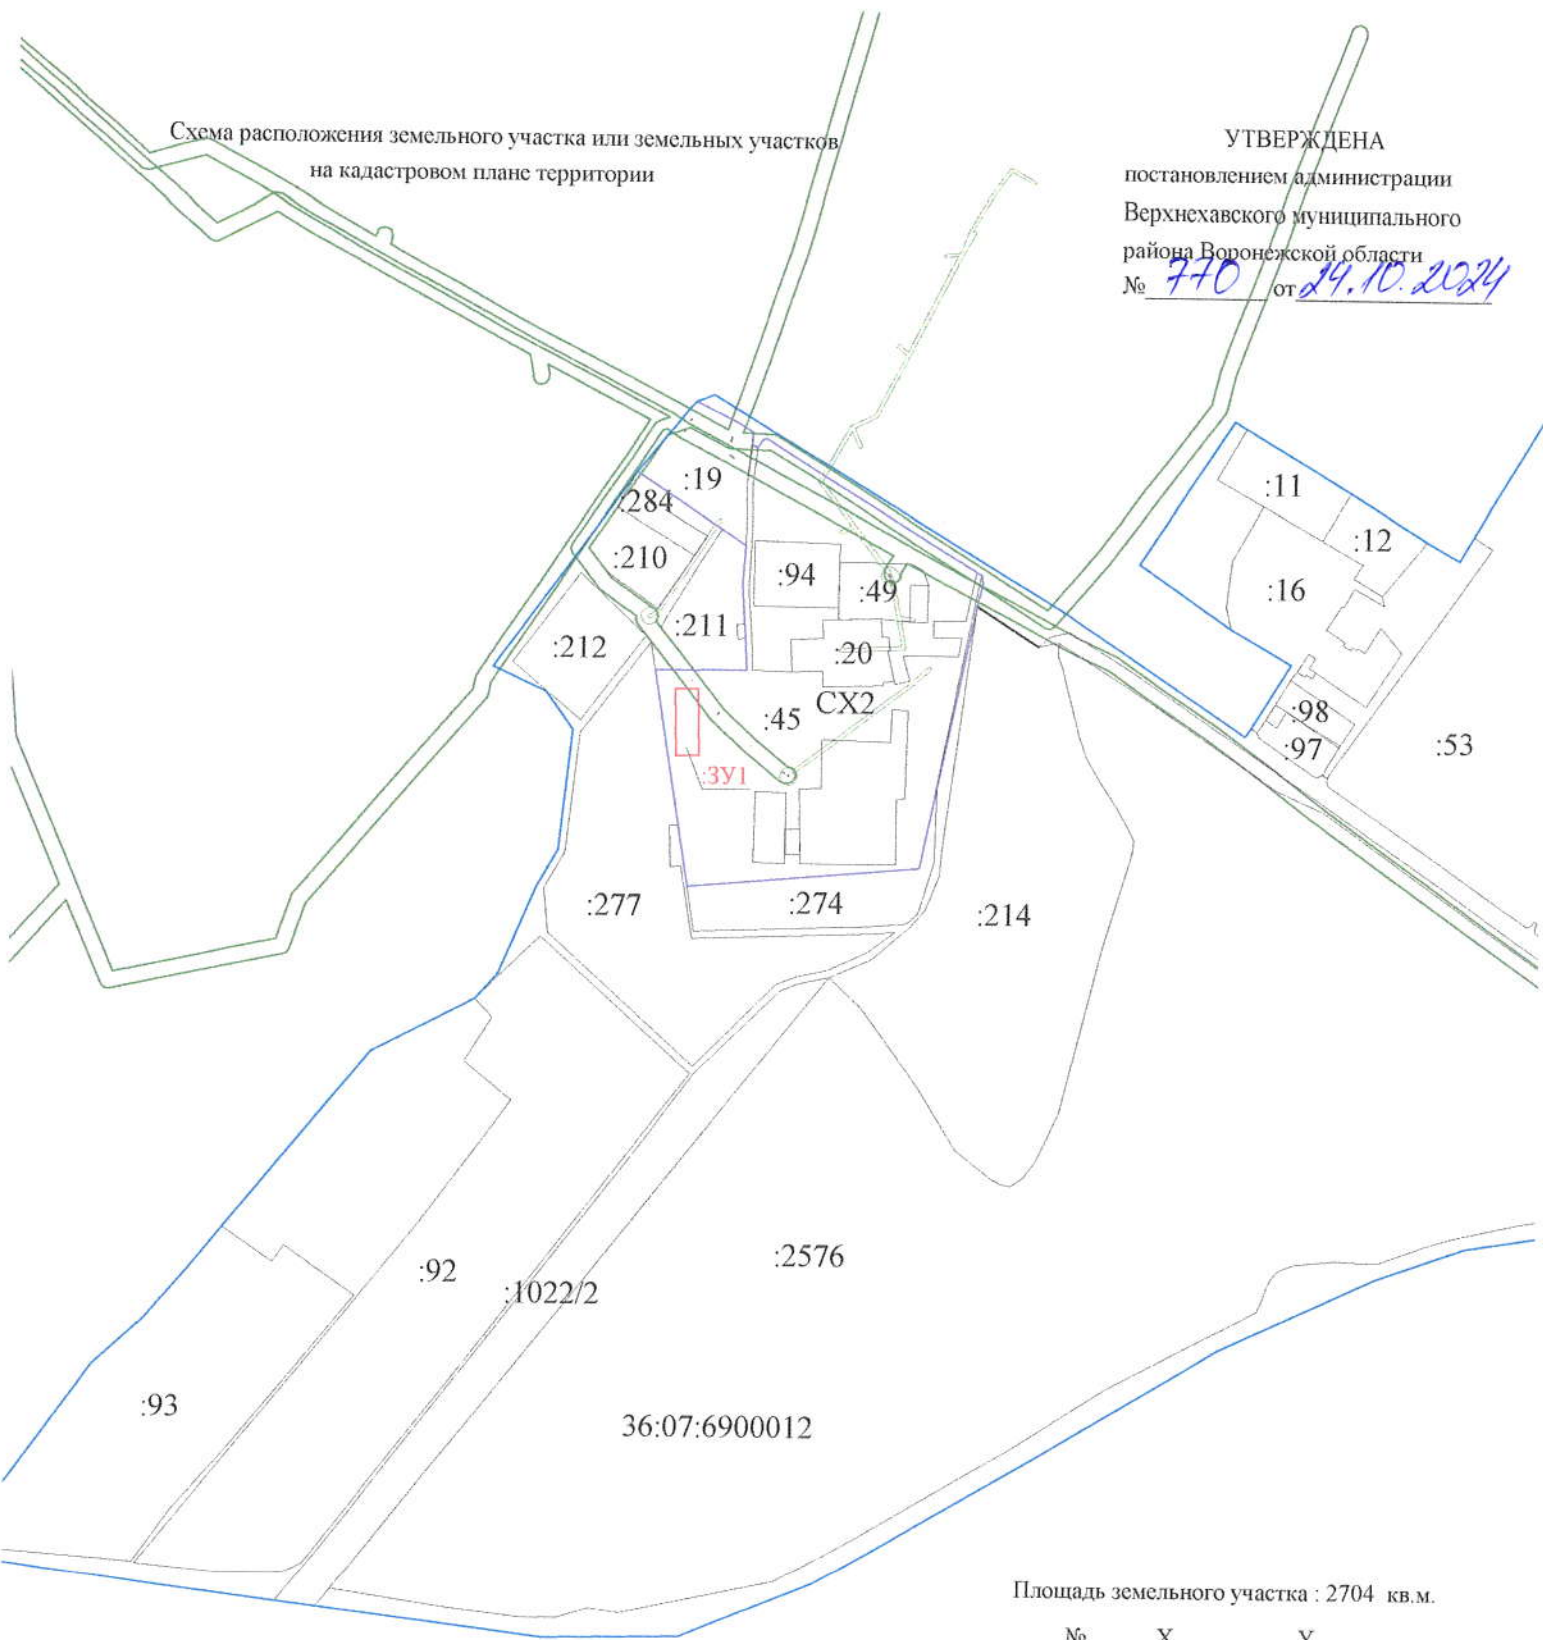 Схема расположения земельного участка или земельных участков
на кадастровом плане территории
УТВЕРЖДЕНА
постановлением администрации
Верхнехавского муниципального
района Воронежской области
№ 770 от 24.10.2024
:19
:284
:210
:94
:49
:211
:212
:20
:45
СХ2
:ЗУ1
:11
:12
:16
:98
:97
:53
:277
:274
:214
:92
:1022/2
:2576
:93
36:07:6900012
Площадь земельного участка : 2704 кв.м.
№ X Y